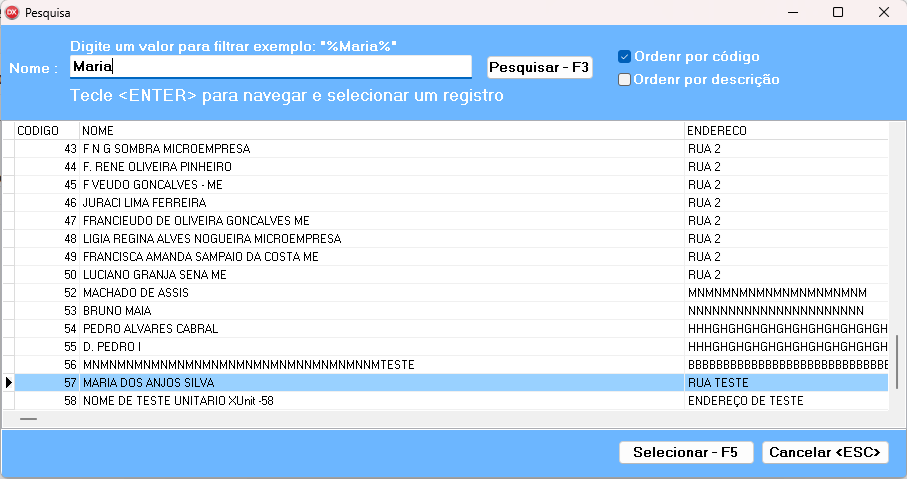 DX Pesquisa
Digite um valor para filtrar exemplo: "%Maria%"
Nome : Maria Pesquisar - F3
Ordenr por código
Ordenr por descrição
Tecle <ENTER> para navegar e selecionar um registro
CODIGO NOME ENDERECO
43 F N G SOMBRA MICROEMPRESA RUA 2
44 F. RENE OLIVEIRA PINHEIRO RUA 2
45 F VEUDO GONCALVES - ME RUA 2
46 JURACI LIMA FERREIRA RUA 2
47 FRANCIEUDO DE OLIVEIRA GONCALVES ME RUA 2
48 LIGIA REGINA ALVES NOGUEIRA MICROEMPRESA RUA 2
49 FRANCISCA AMANDA SAMPAIO DA COSTA ME RUA 2
50 LUCIANO GRANJA SENA ME RUA 2
52 MACHADO DE ASSIS MNMNMNMNMNMNMNMNMNMNM
53 BRUNO MAIA NNNNNNNNNNNNNNNNNNNNNN
54 PEDRO ALVARES CABRAL HHHGHGHGHGHGHGHGHGHGHGHGH
55 D. PEDRO I HHHGHGHGHGHGHGHGHGHGHGHGH
56 MNMNMNMNMNMNMNMNMNMNMNMNMNMNMNMNNMTESTE BBBBBBBBBBBBBBBBBBBBBBBBBBBB
57 MARIA DOS ANJOS SILVA RUA TESTE
58 NOME DE TESTE UNITARIO XUnit -58 ENDEREÇO DE TESTE
Selecionar - F5 Cancelar <ESC>